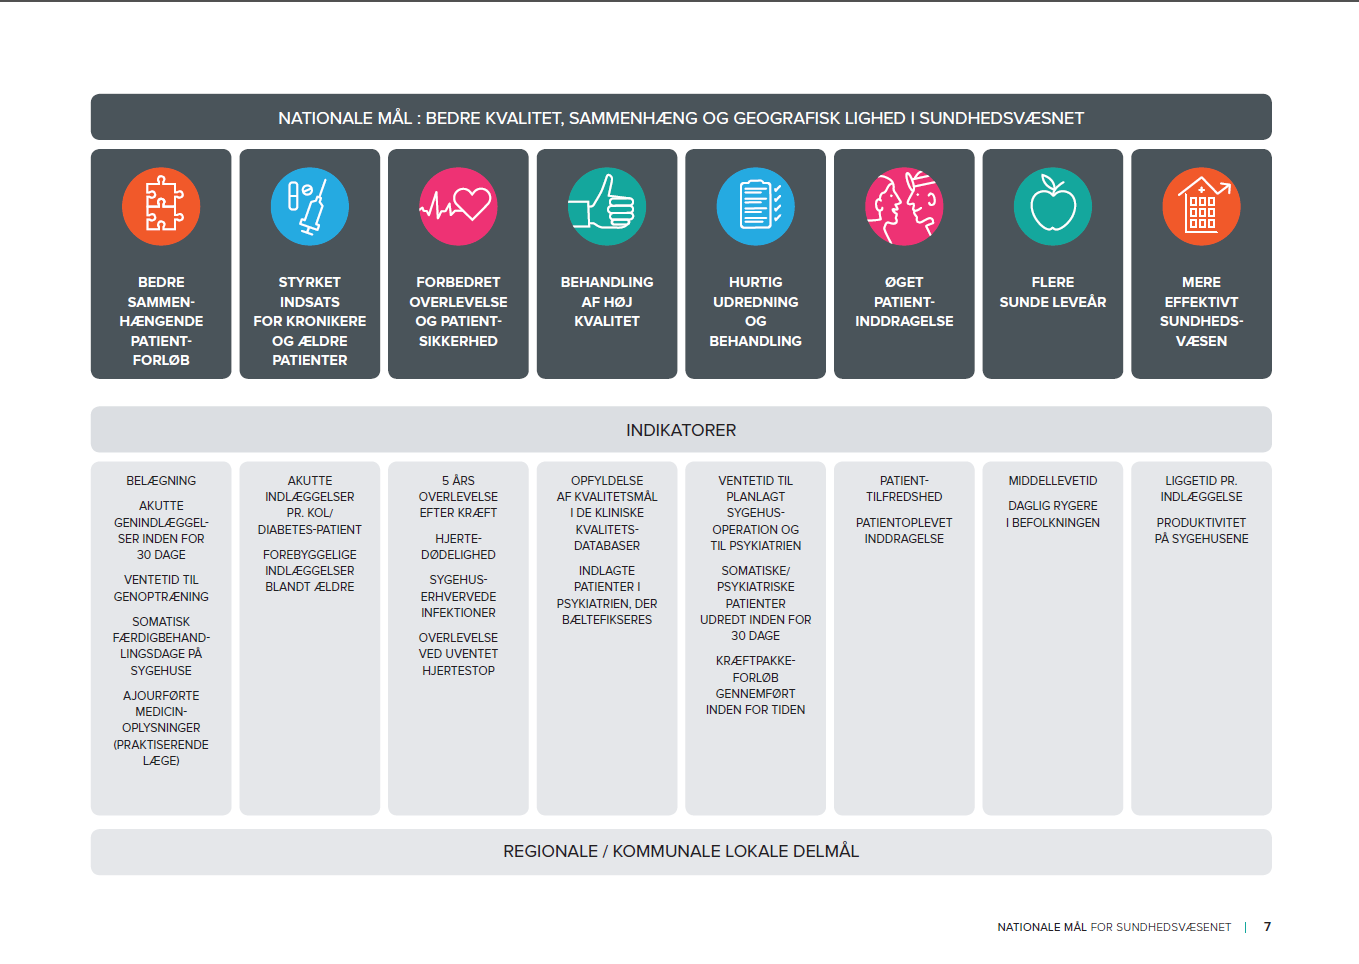 NATIONALE MÅL : BEDRE KVALITET, SAMMENHÆNG OG GEOGRAFISK LIGHED I SUNDHEDSVÆSNET
BEDRE
SAMMEN-
HÆNGENDE
PATIENT-
FORLØB
STYRKET
INDSATS
FOR KRONIKERE
OG ÆLDRE
PATIENTER
FORBEDRET
OVERLEVELSE
OG PATIENT-
SIKKERHED
BEHANDLING
AF HØJ
KVALITET
HURTIG
UDREDNING
OG
BEHANDLING
ØGET
PATIENT-
INDDRAGELSE
FLERE
SUNDE LEVEÅR
MERE
EFFEKTIVT
SUNDHEDS-
VÆSEN
INDIKATORER
BELÆGNING
AKUTTE
GENINDLÆGGEL-
SER INDEN FOR
30 DAGE
VENTETID TIL
GENOPTRÆNING
SOMATISK
FÆRDIGBEHAND-
LINGSDAGE PÅ
SYGEHUSE
AJOURFØRTE
MEDICIN-
OPLYSNINGER
(PRAKTISERENDE
LÆGE)
AKUTTE
INDLÆGGELSER
PR. KOL/
DIABETES-PATIENT
FOREBYGGELIGE
INDLÆGGELSER
BLANDT ÆLDRE
5 ÅRS
OVERLEVELSE
EFTER KRÆFT
HJERTE-
DØDELIGHED
SYGEHUS-
ERHVERVEDE
INFEKTIONER
OVERLEVELSE
VED UVENTET
HJERTESTOP
OPFYLDELSE
AF KVALITETSMÅL
I DE KLINISKE
KVALITETS-
DATABASER
INDLAGTE
PATIENTER I
PSYKIATRIEN, DER
BÆLTEFIKSERES
VENTETID TIL
PLANLAGT
SYGEHUS-
OPERATION OG
TIL PSYKIATRIEN
SOMATISKE/
PSYKIATRISKE
PATIENTER
UDREDT INDEN FOR
30 DAGE
KRÆFTPAKKE-
FORLØB
GENNEMFØRT
INDEN FOR TIDEN
PATIENT-
TILFREDSHED
PATIENTOPLEVET
INDDRAGELSE
MIDDELLEVETID
DAGLIG RYGERE
I BEFOLKNINGEN
LIGGETID PR.
INDLÆGGELSE
PRODUKTIVITET
PÅ SYGEHUSENE
REGIONALE / KOMMUNALE LOKALE DELMÅL
NATIONALE MÅL FOR SUNDHEDSVÆSENET | 7